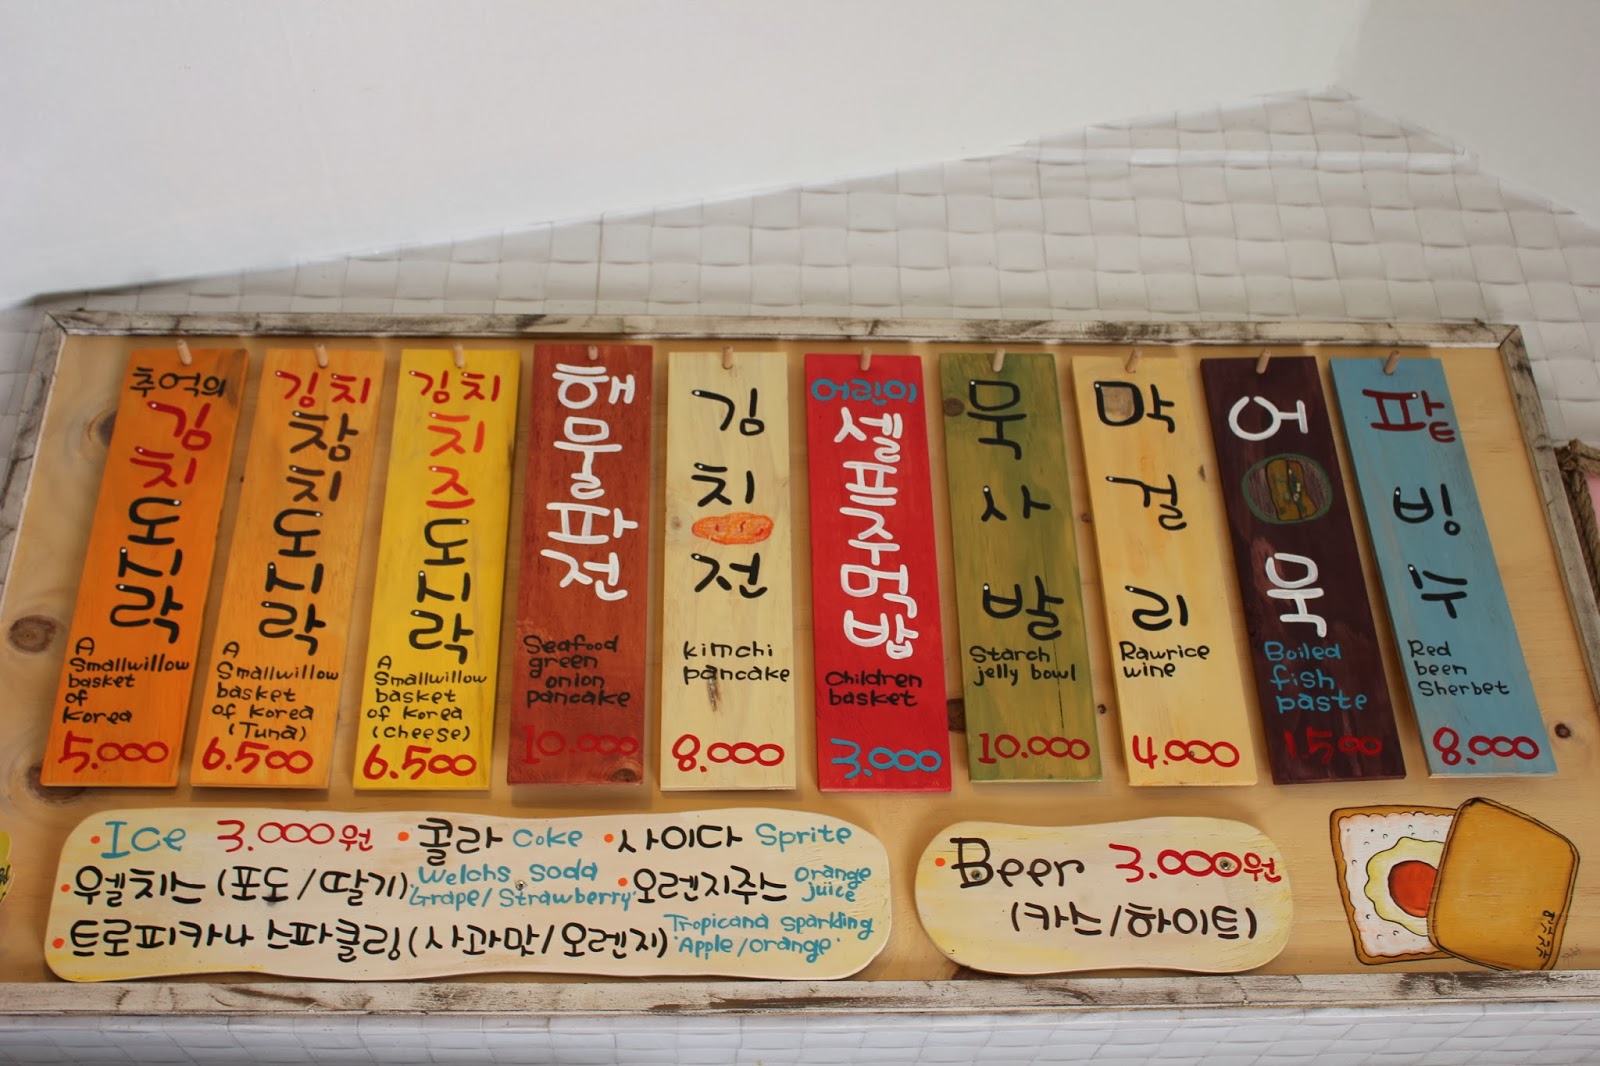 추억의
김
치
도
시
락
A
Smallwillow
basket
of
Korea
5.000
김치
참
치
도
시
락
A
Smallwillow
basket
of Korea
(Tuna)
6.500
김치
치
즈
도
시
락
A
Smallwillow
basket
of Korea
(cheese)
6.500
해
물
파
전
Seafood
green
onion
pancake
10.000
김
치
전
kimchi
pancake
8.000
어린이
셀
프
주
먹
밥
Children
basket
3.000
묵
사
발
Starch
jelly bowl
10.000
막
걸
리
Rawrice
wine
4.000
어
묵
Boiled
fish
paste
1.500
팥
빙
수
Red
been
Sherbet
8.000
•Ice 3.000원 •콜라 Coke •사이다 Sprite
•우웰치스(포도/딸기) Welchs Soda 'Grape/Strawberry' •오렌지주스 Orange juice
•트로피카나 스파클링(사과맛/오렌지) Tropicana Sparkling 'Apple/Orange'
•Beer 3.000원
(카스/하이트)